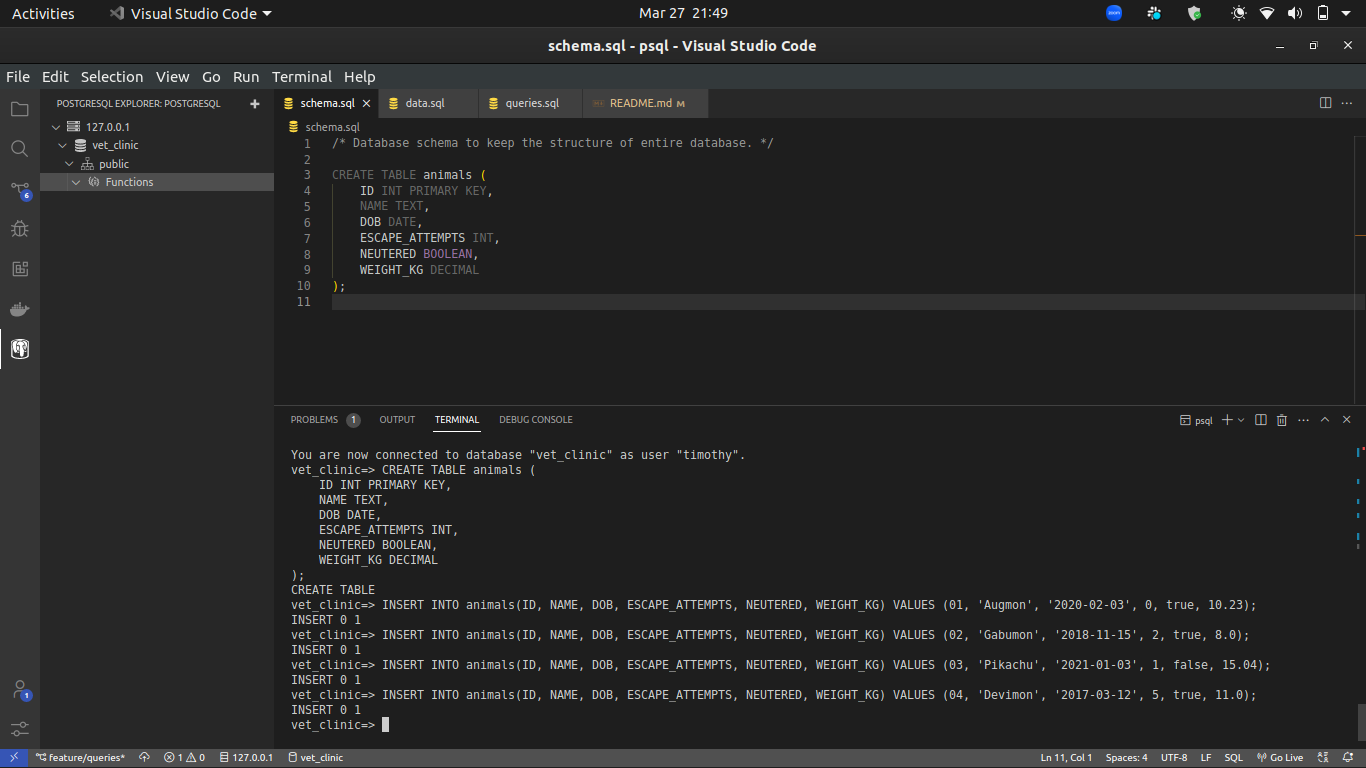 Activities
Visual Studio Code
Mar 27 21:49
zoom
schema.sql - psql - Visual Studio Code
File Edit Selection View Go Run Terminal Help
POSTGRESQL EXPLORER: POSTGRESQL
127.0.0.1
vet_clinic
public
Functions
6
1
schema.sql
data.sql
queries.sql
README.md M
schema.sql
1 /* Database schema to keep the structure of entire database. */
2
3 CREATE TABLE animals (
4 ID INT PRIMARY KEY,
5 NAME TEXT,
6 DOB DATE,
7 ESCAPE_ATTEMPTS INT,
8 NEUTERED BOOLEAN,
9 WEIGHT_KG DECIMAL
10 );
11
PROBLEMS 1 OUTPUT TERMINAL DEBUG CONSOLE
psql
You are now connected to database "vet_clinic" as user "timothy".
vet_clinic=> CREATE TABLE animals (
    ID INT PRIMARY KEY,
    NAME TEXT,
    DOB DATE,
    ESCAPE_ATTEMPTS INT,
    NEUTERED BOOLEAN,
    WEIGHT_KG DECIMAL
);
CREATE TABLE
vet_clinic=> INSERT INTO animals(ID, NAME, DOB, ESCAPE_ATTEMPTS, NEUTERED, WEIGHT_KG) VALUES (01, 'Augmon', '2020-02-03', 0, true, 10.23);
INSERT 0 1
vet_clinic=> INSERT INTO animals(ID, NAME, DOB, ESCAPE_ATTEMPTS, NEUTERED, WEIGHT_KG) VALUES (02, 'Gabumon', '2018-11-15', 2, true, 8.0);
INSERT 0 1
vet_clinic=> INSERT INTO animals(ID, NAME, DOB, ESCAPE_ATTEMPTS, NEUTERED, WEIGHT_KG) VALUES (03, 'Pikachu', '2021-01-03', 1, false, 15.04);
INSERT 0 1
vet_clinic=> INSERT INTO animals(ID, NAME, DOB, ESCAPE_ATTEMPTS, NEUTERED, WEIGHT_KG) VALUES (04, 'Devimon', '2017-03-12', 5, true, 11.0);
INSERT 0 1
vet_clinic=>
feature/queries* 1 0 127.0.0.1 vet_clinic Ln 11, Col 1 Spaces: 4 UTF-8 LF SQL Go Live